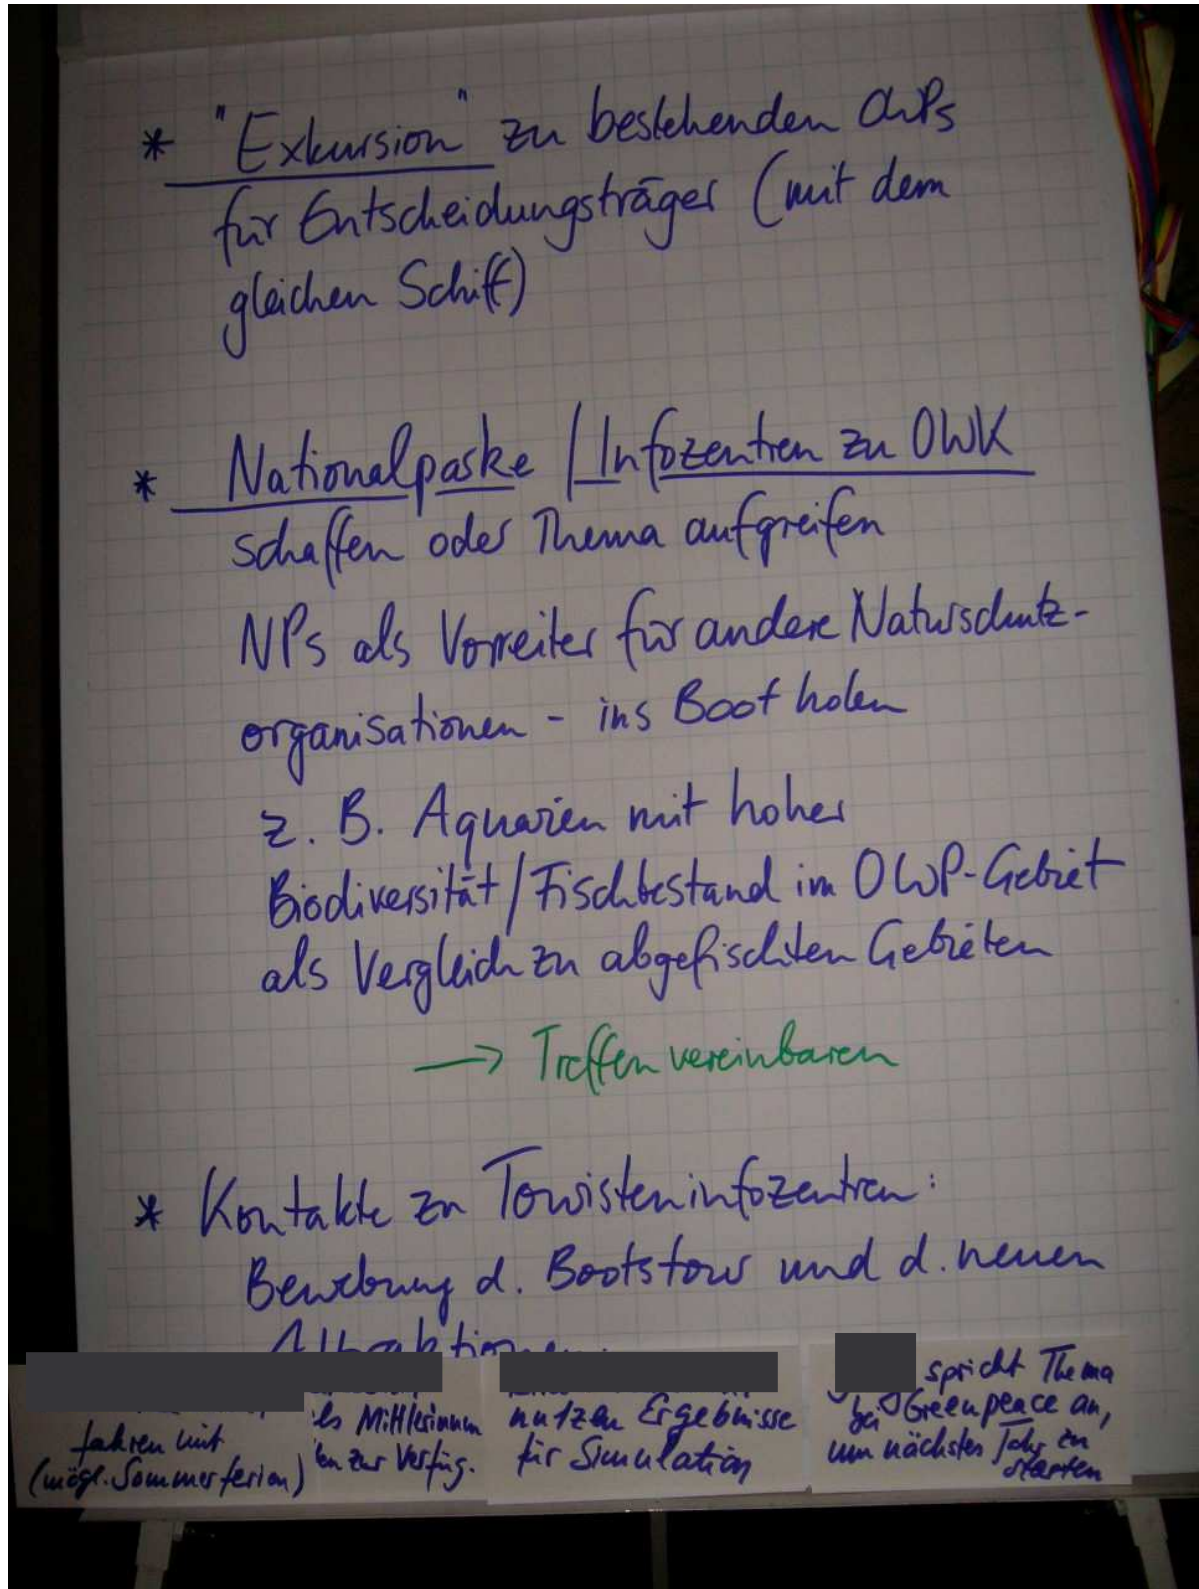 * "Exkursion" zu bestehenden OWPs
für Entscheidungsträger (mit dem
gleichen Schiff)
* Nationalparke / Infozentren zu OWK
schaffen oder Thema aufgreifen
NPs als Vorreiter für andere Naturschutz-
organisationen - ins Boot holen
z. B. Aquarien mit hoher
Biodiversität / Fischbestand im OWP-Gebiet
als Vergleich zu abgefischten Gebieten
→ Treffen vereinbaren
* Kontakte zu Touristeninfozentren:
Bewerbung d. Bootstour und d. neuen
Attraktionen
fahren mit
(mögl. Sommerferien)
als Mittlerinnen
zur Verfüg.
nutzen Ergebnisse
für Simulation
spricht Thema
bei Greenpeace an,
um nächstes Jahr zu
starten